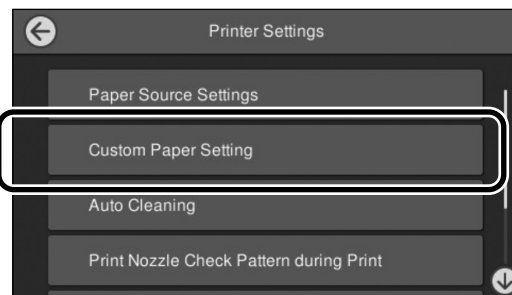 Printer Settings
Paper Source Settings
Custom Paper Setting
Auto Cleaning
Print Nozzle Check Pattern during Print